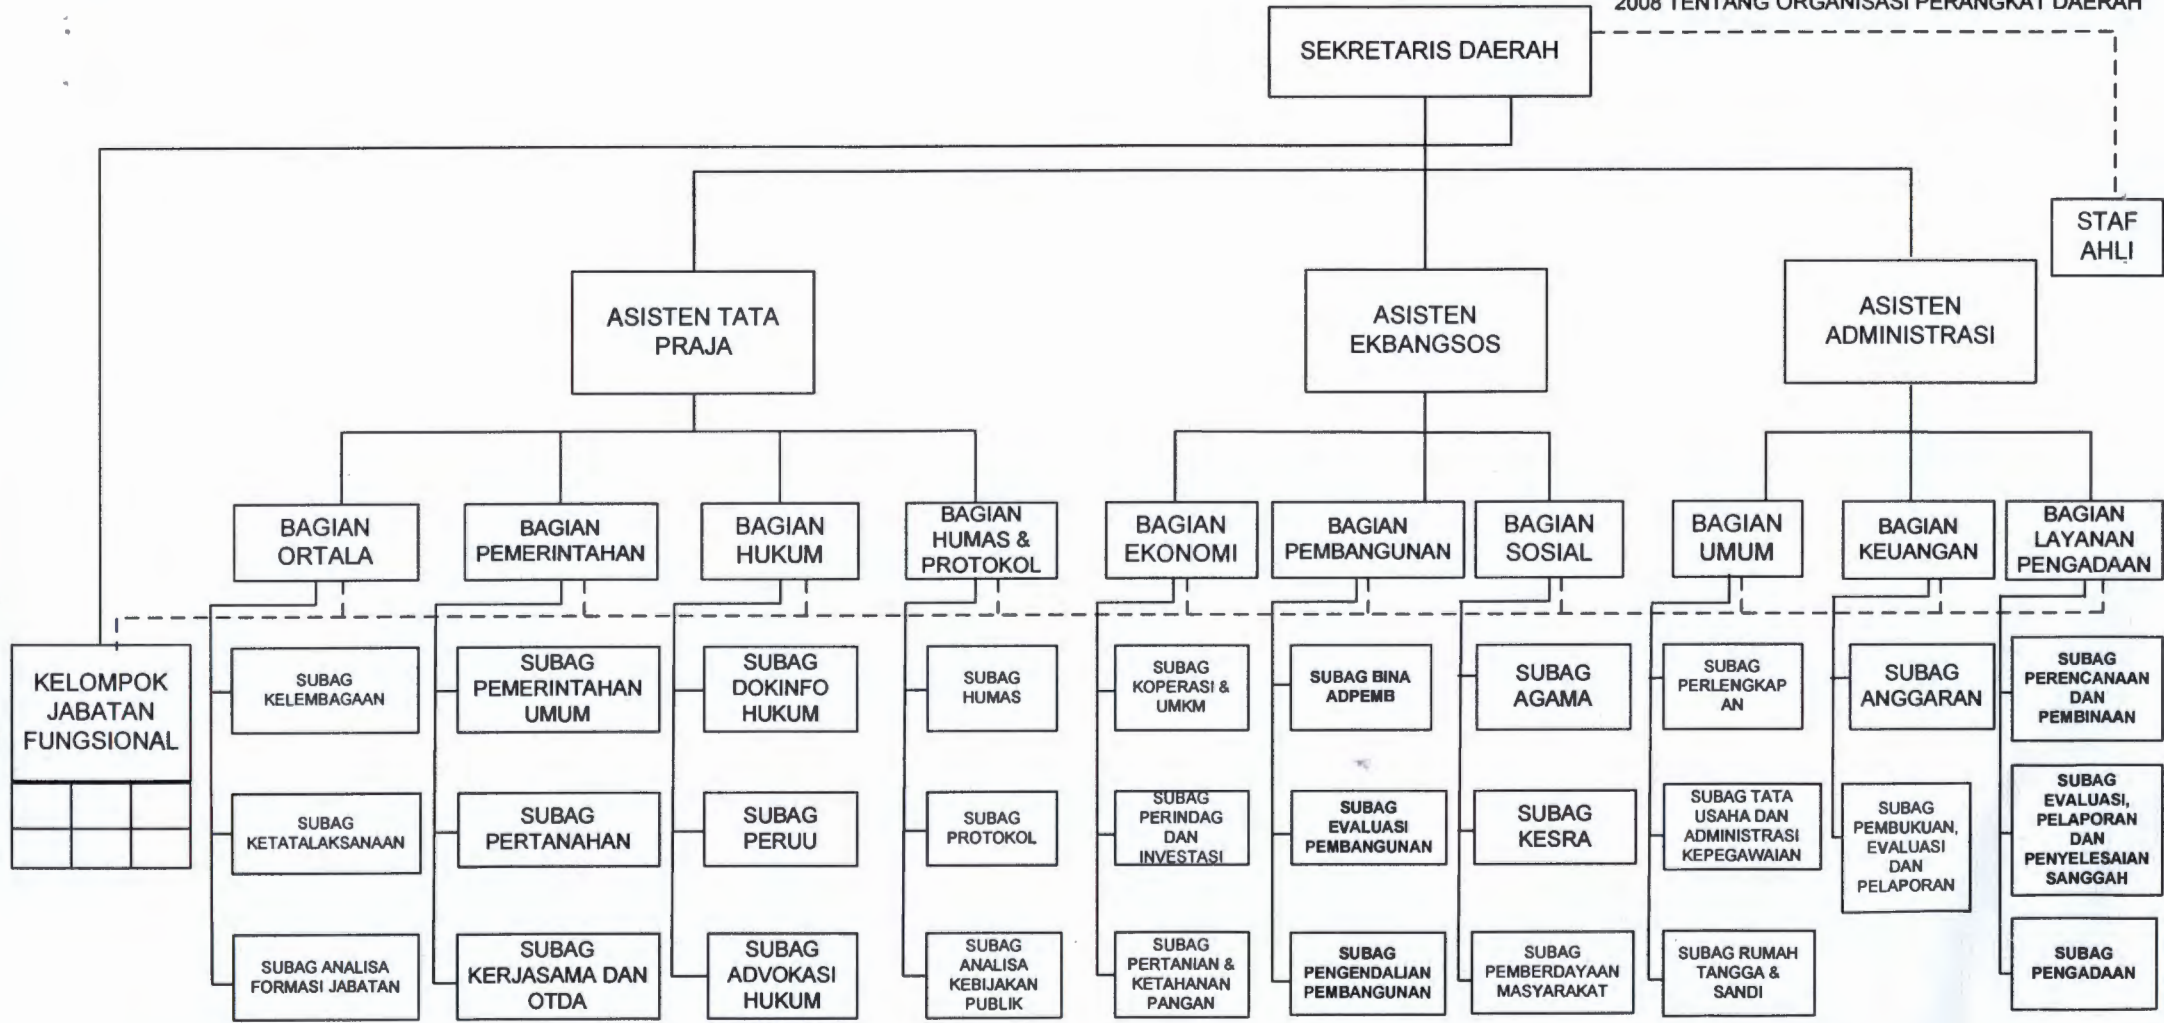 2008 TENTANG ORGANISASI PERANGKAT DAERAH
SEKRETARIS DAERAH
STAF
AHLI
ASISTEN TATA
PRAJA
ASISTEN
EKBANGSOS
ASISTEN
ADMINISTRASI
BAGIAN
ORTALA
BAGIAN
PEMERINTAHAN
BAGIAN
HUKUM
BAGIAN
HUMAS &
PROTOKOL
BAGIAN
EKONOMI
BAGIAN
PEMBANGUNAN
BAGIAN
SOSIAL
BAGIAN
UMUM
BAGIAN
KEUANGAN
BAGIAN
LAYANAN
PENGADAAN
KELOMPOK
JABATAN
FUNGSIONAL
SUBAG
KELEMBAGAAN
SUBAG
PEMERINTAHAN
UMUM
SUBAG
DOKINFO
HUKUM
SUBAG
HUMAS
SUBAG
KOPERASI &
UMKM
SUBAG BINA
ADPEMB
SUBAG
AGAMA
SUBAG
PERLENGKAP
AN
SUBAG
ANGGARAN
SUBAG
PERENCANAAN
DAN
PEMBINAAN
SUBAG
KETATALAKSANAAN
SUBAG
PERTANAHAN
SUBAG
PERUU
SUBAG
PROTOKOL
SUBAG
PERINDAG
DAN
INVESTASI
SUBAG
EVALUASI
PEMBANGUNAN
SUBAG
KESRA
SUBAG TATA
USAHA DAN
ADMINISTRASI
KEPEGAWAIAN
SUBAG
PEMBUKUAN,
EVALUASI
DAN
PELAPORAN
SUBAG
EVALUASI,
PELAPORAN
DAN
PENYELESAIAN
SANGGAH
SUBAG ANALISA
FORMASI JABATAN
SUBAG
KERJASAMA DAN
OTDA
SUBAG
ADVOKASI
HUKUM
SUBAG
ANALISA
KEBIJAKAN
PUBLIK
SUBAG
PERTANIAN &
KETAHANAN
PANGAN
SUBAG
PENGENDALIAN
PEMBANGUNAN
SUBAG
PEMBERDAYAAN
MASYARAKAT
SUBAG RUMAH
TANGGA &
SANDI
SUBAG
PENGADAAN